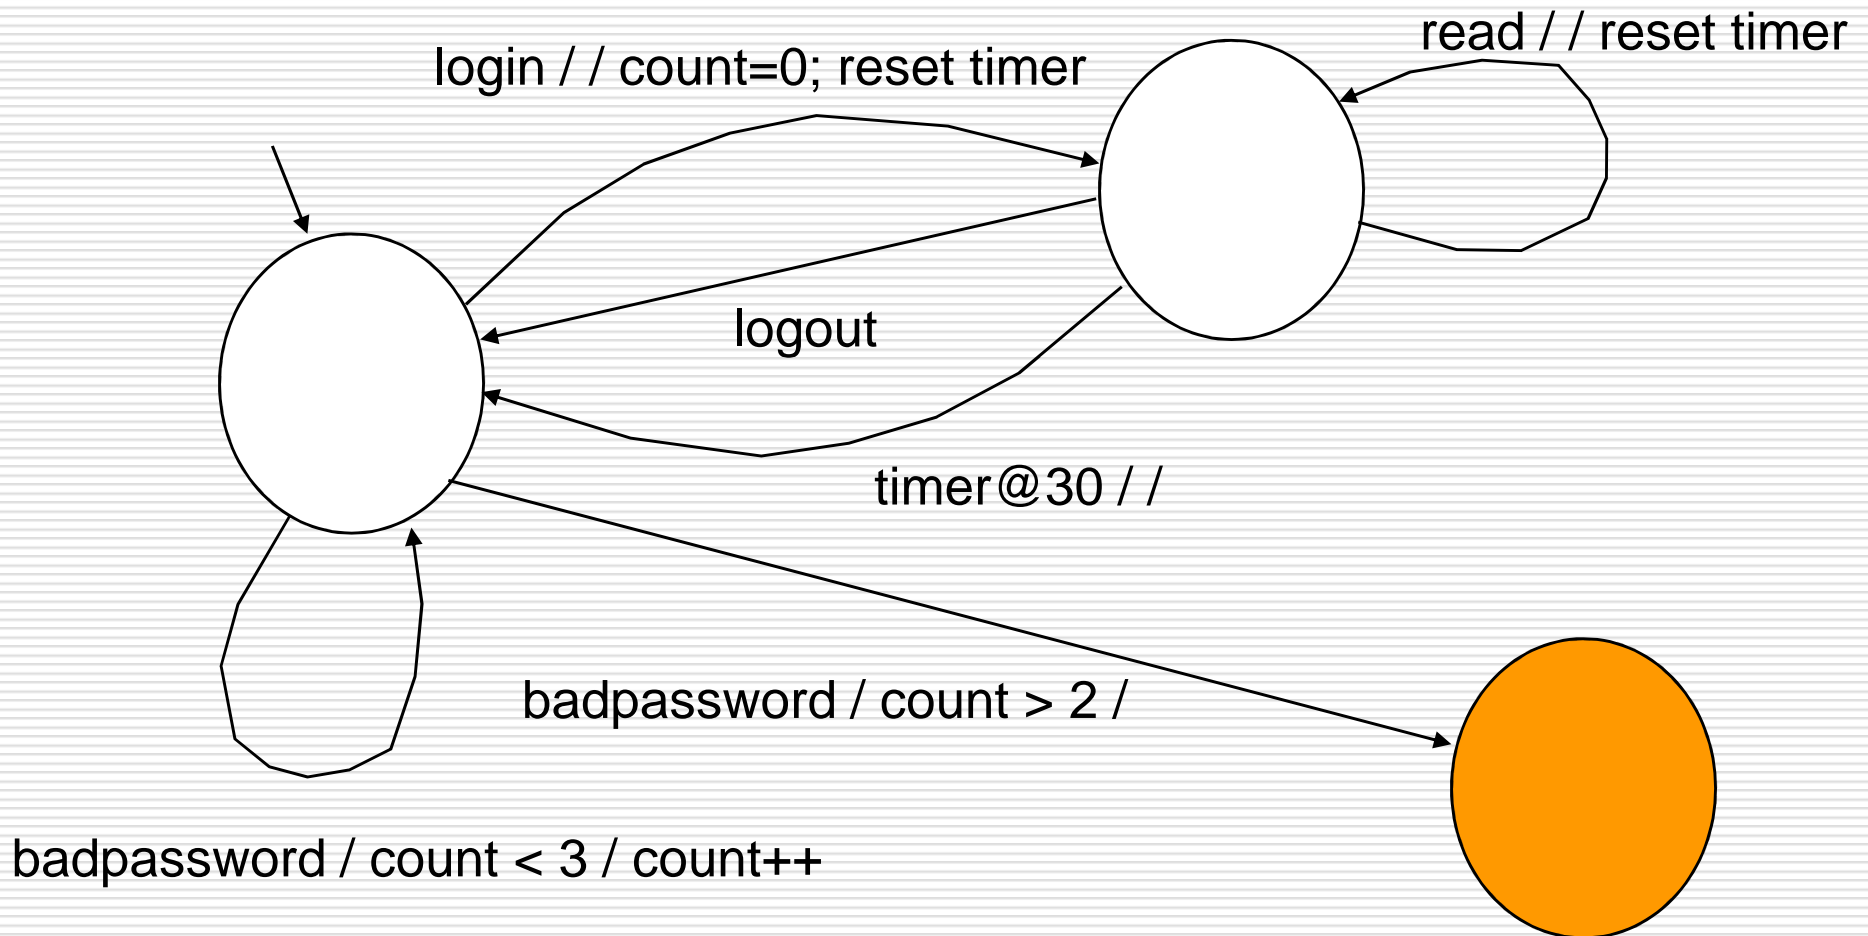 read / / reset timer
login / / count=0; reset timer
logout
timer@30 / /
badpassword / count > 2 /
badpassword / count < 3 / count++